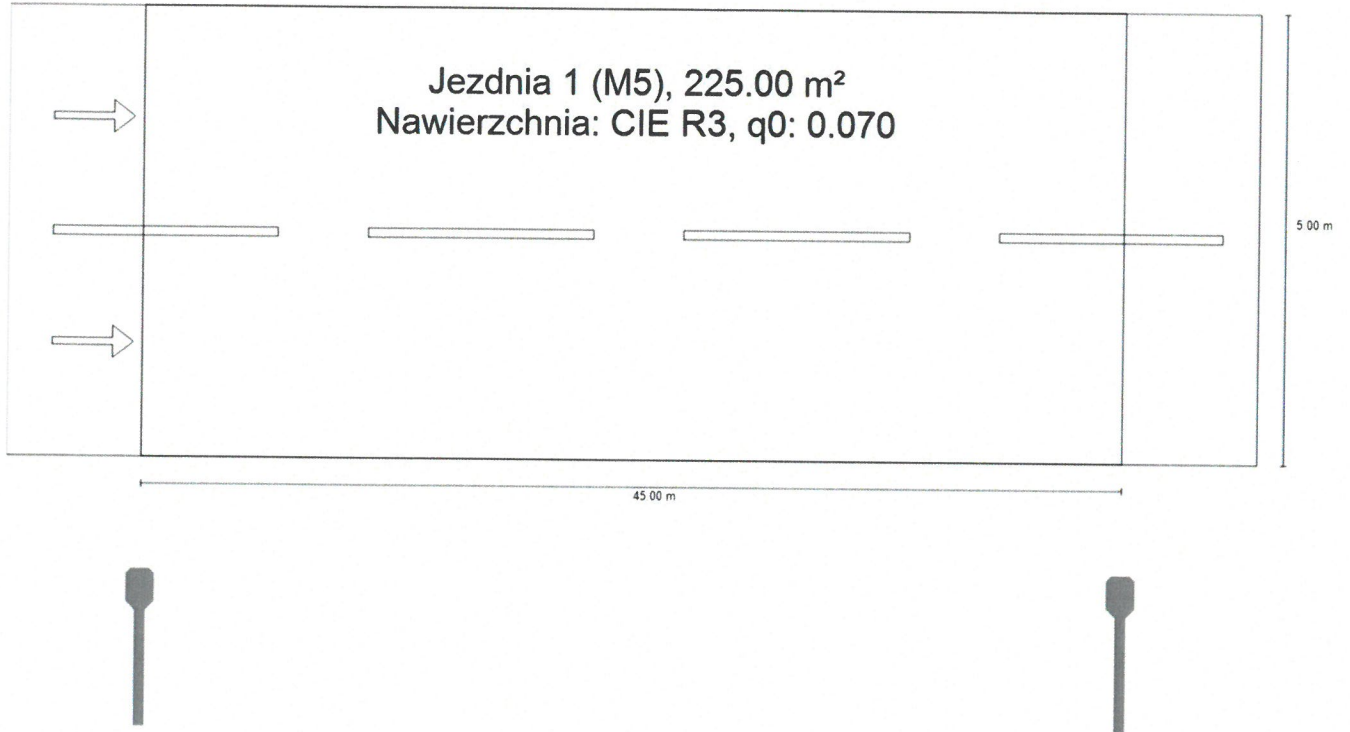 Jezdnia 1 (M5), 225.00 m²
Nawierzchnia: CIE R3, q0: 0.070
5 00 m
45 00 m